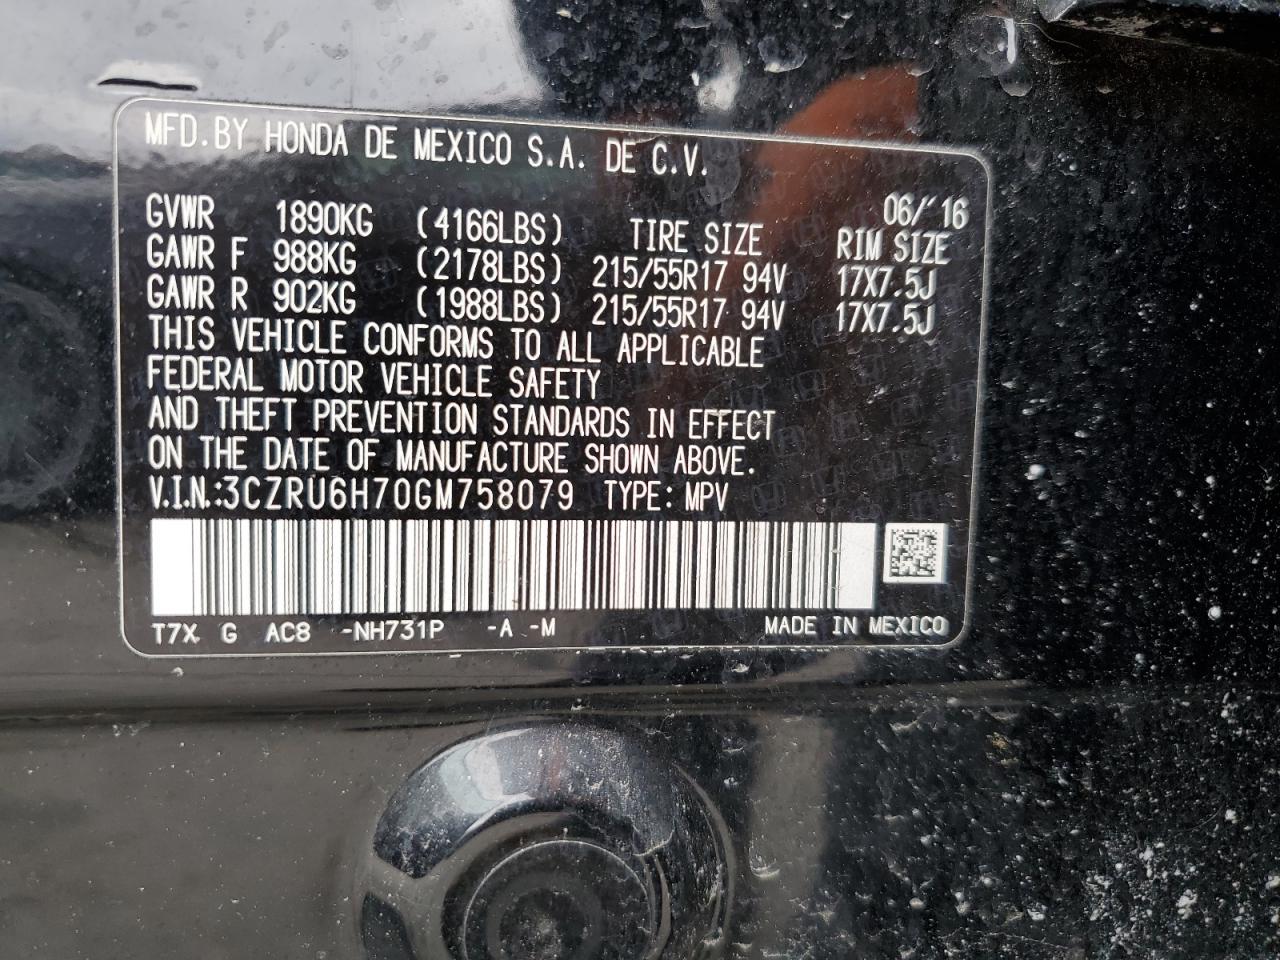 MFD.BY HONDA DE MEXICO S.A. DE C.V.
06/'16
GVWR 1890KG (4166LBS) TIRE SIZE RIM SIZE
GAWR F 988KG (2178LBS) 215/55R17 94V 17X7.5J
GAWR R 902KG (1988LBS) 215/55R17 94V 17X7.5J
THIS VEHICLE CONFORMS TO ALL APPLICABLE
FEDERAL MOTOR VEHICLE SAFETY
AND THEFT PREVENTION STANDARDS IN EFFECT
ON THE DATE OF MANUFACTURE SHOWN ABOVE.
V.I.N.:3CZRU6H70GM758079 TYPE: MPV
T7X G AC8 -NH731P -A -M MADE IN MEXICO